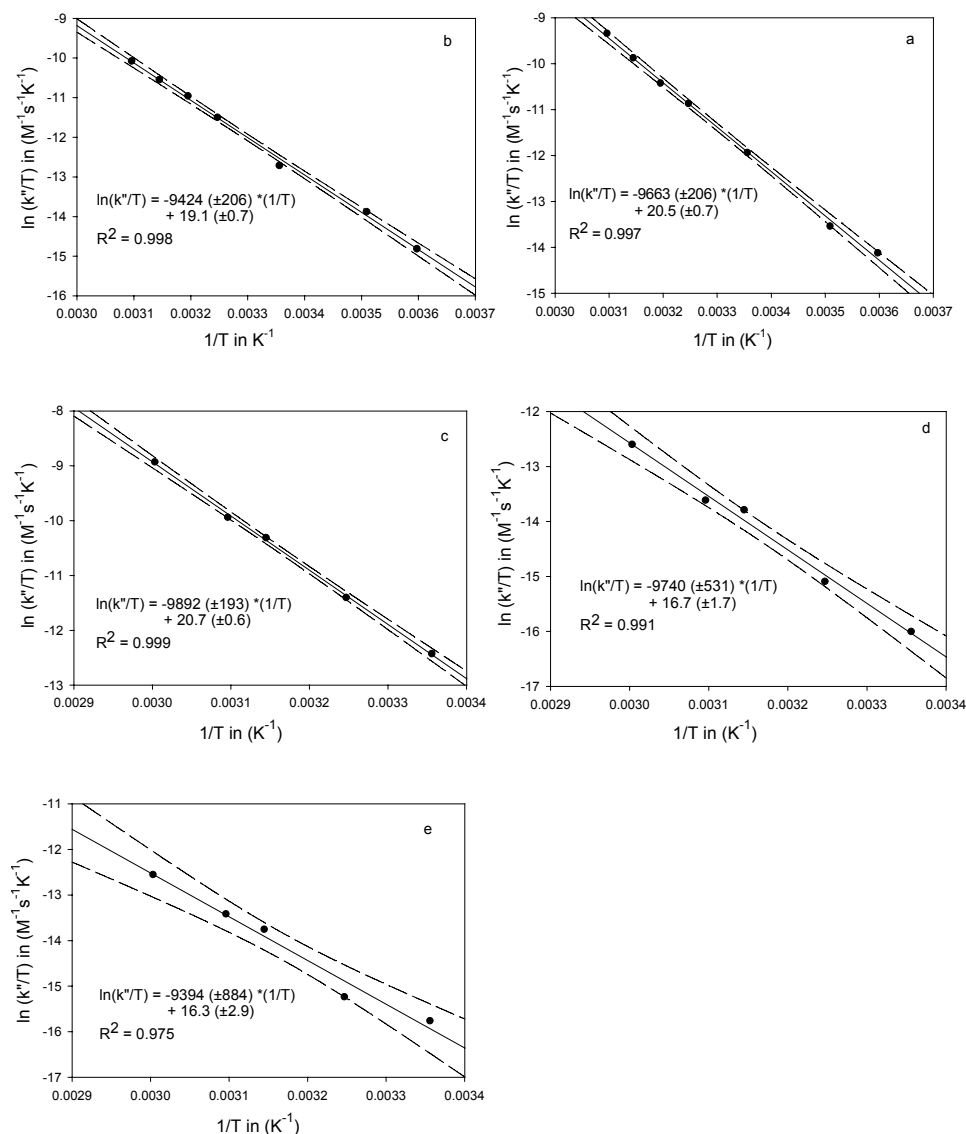 b
ln (k"/T) in (M⁻¹s⁻¹K⁻¹)
-9
-10
-11
-12
-13
-14
-15
-16
ln(k"/T) = -9424 (±206) *(1/T)
+ 19.1 (±0.7)
R² = 0.998
0.0030 0.0031 0.0032 0.0033 0.0034 0.0035 0.0036 0.0037
1/T in K⁻¹
a
ln (k"/T) in (M⁻¹s⁻¹K⁻¹)
-9
-10
-11
-12
-13
-14
-15
ln(k"/T) = -9663 (±206) *(1/T)
+ 20.5 (±0.7)
R² = 0.997
0.0030 0.0031 0.0032 0.0033 0.0034 0.0035 0.0036 0.0037
1/T in (K⁻¹)
c
ln (k"/T) in (M⁻¹s⁻¹K⁻¹)
-8
-9
-10
-11
-12
-13
ln(k"/T) = -9892 (±193) *(1/T)
+ 20.7 (±0.6)
R² = 0.999
0.0029 0.0030 0.0031 0.0032 0.0033 0.0034
1/T in (K⁻¹)
d
ln (k"/T) in (M⁻¹s⁻¹K⁻¹)
-12
-13
-14
-15
-16
-17
ln(k"/T) = -9740 (±531) *(1/T)
+ 16.7 (±1.7)
R² = 0.991
0.0029 0.0030 0.0031 0.0032 0.0033 0.0034
1/T in (K⁻¹)
e
ln (k"/T) in (M⁻¹s⁻¹K⁻¹)
-11
-12
-13
-14
-15
-16
-17
ln(k"/T) = -9394 (±884) *(1/T)
+ 16.3 (±2.9)
R² = 0.975
0.0029 0.0030 0.0031 0.0032 0.0033 0.0034
1/T in (K⁻¹)